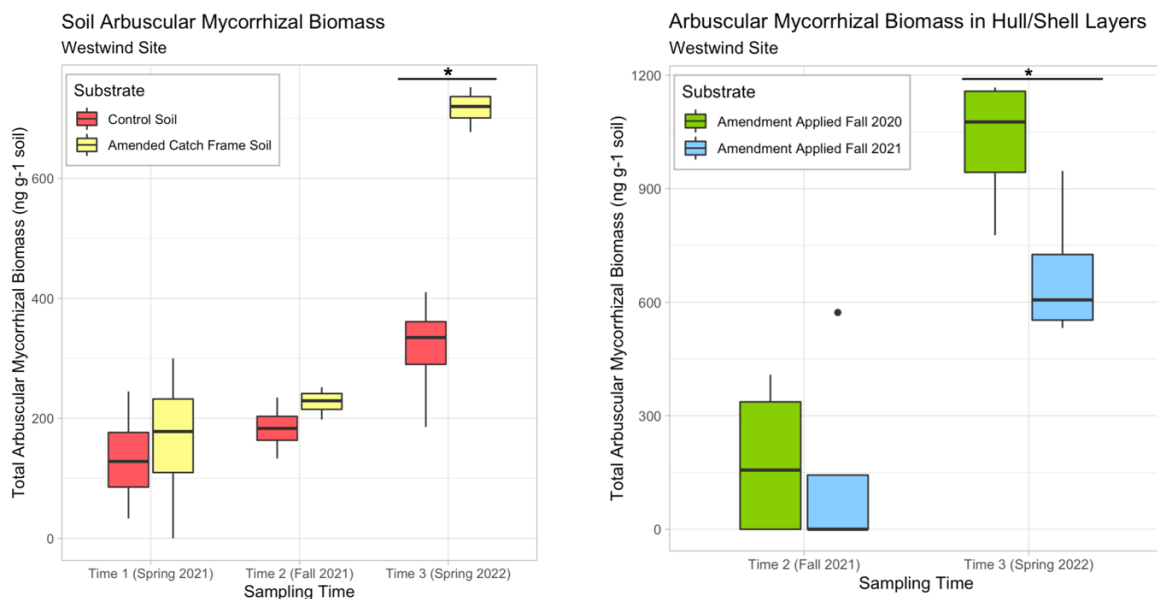 Soil Arbuscular Mycorrhizal Biomass
Westwind Site
Total Arbuscular Mycorrhizal Biomass (ng g-1 soil)
Substrate
Control Soil
Amended Catch Frame Soil
*
600
400
200
0
Time 1 (Spring 2021)
Time 2 (Fall 2021)
Time 3 (Spring 2022)
Sampling Time
Arbuscular Mycorrhizal Biomass in Hull/Shell Layers
Westwind Site
Total Arbuscular Mycorrhizal Biomass (ng g-1 soil)
Substrate
Amendment Applied Fall 2020
Amendment Applied Fall 2021
*
1200
900
600
300
0
Time 2 (Fall 2021)
Time 3 (Spring 2022)
Sampling Time